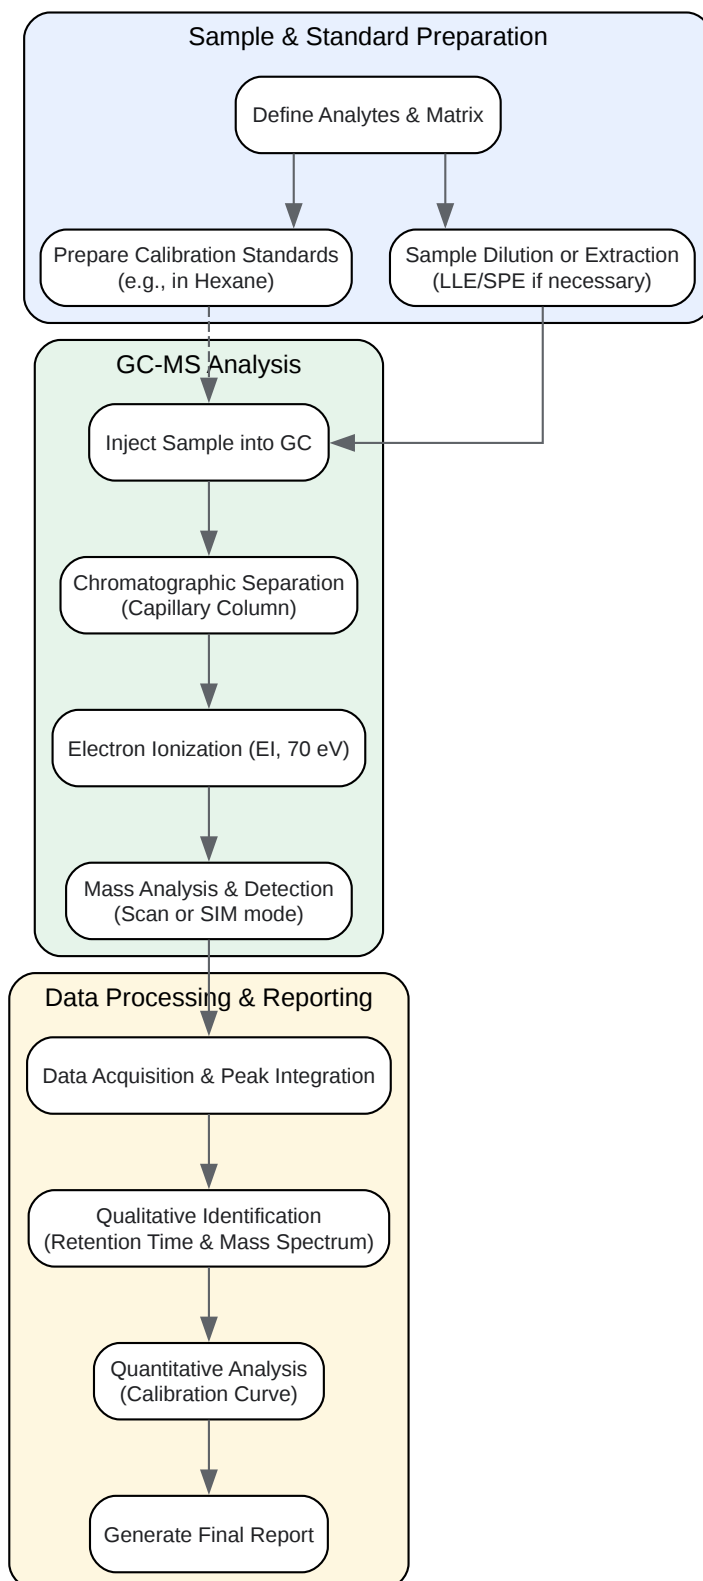 Sample & Standard Preparation
Define Analytes & Matrix
Prepare Calibration Standards
(e.g., in Hexane)
Sample Dilution or Extraction
(LLE/SPE if necessary)
GC-MS Analysis
Inject Sample into GC
Chromatographic Separation
(Capillary Column)
Electron Ionization (EI, 70 eV)
Mass Analysis & Detection
(Scan or SIM mode)
Data Processing & Reporting
Data Acquisition & Peak Integration
Qualitative Identification
(Retention Time & Mass Spectrum)
Quantitative Analysis
(Calibration Curve)
Generate Final Report